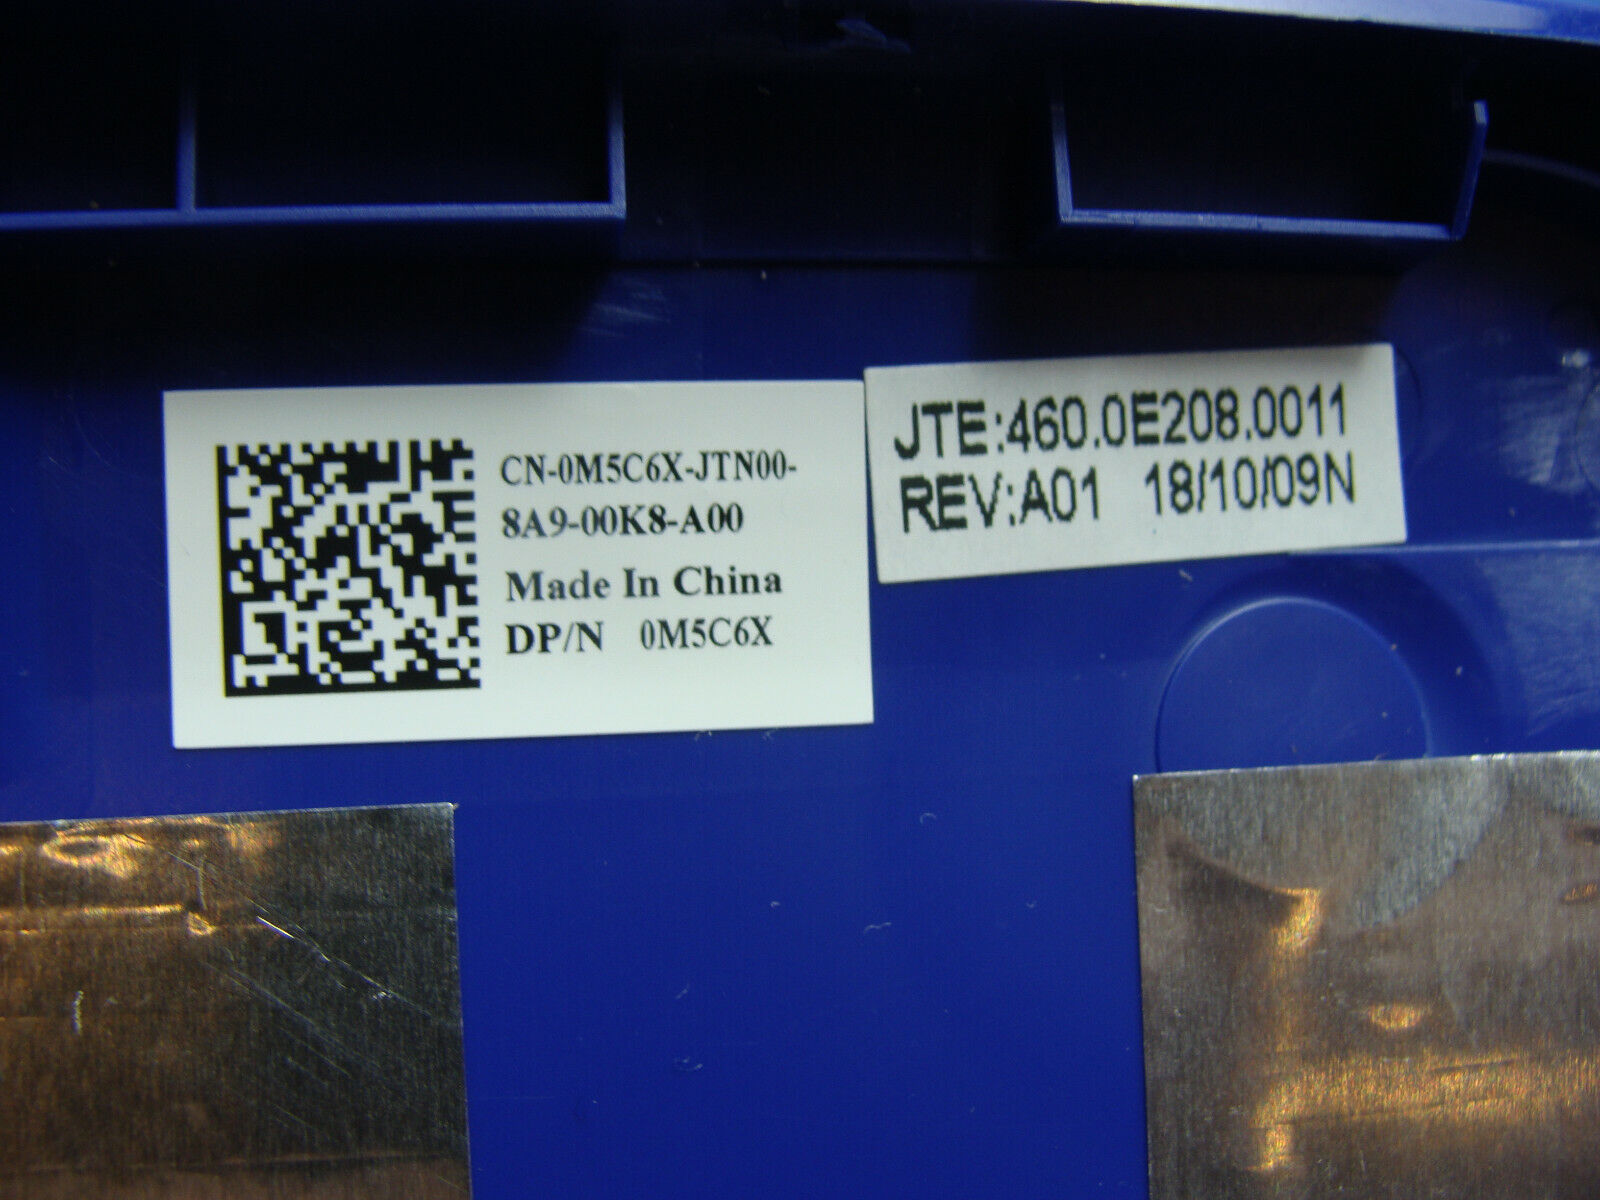 CN-0M5C6X-JTN00-
8A9-00K8-A00
Made In China
DP/N 0M5C6X
JTE:460.0E208.0011
REV:A01 18/10/09N